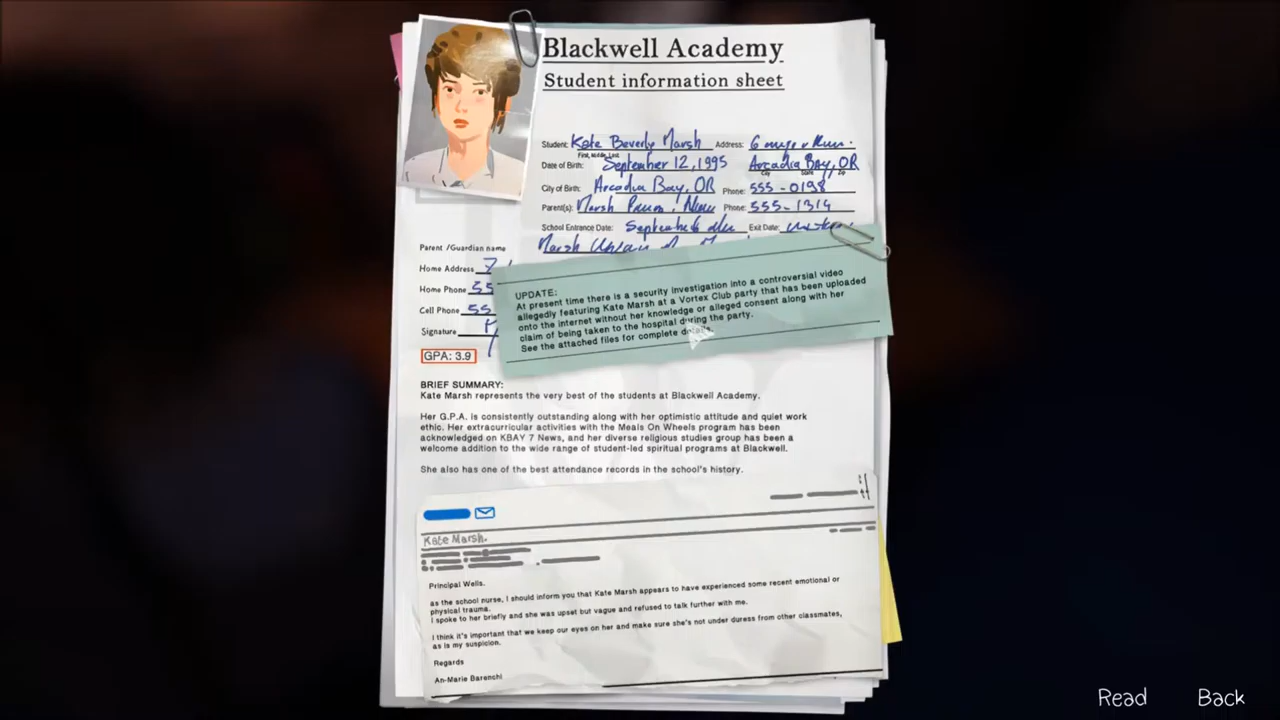 Blackwell Academy
Student information sheet
Student: Kate Beverly Marsh Address:
First, Middle, Last
Date of Birth: September 12, 1995 Arcadia Bay, OR
City State Zip
City of Birth: Arcadia Bay, OR Phone: 555-0198
Parent(s): Marsh Phone: 555-1314
School Entrance Date: Exit Date:
Marsh
Parent /Guardian name
Home Address 7
Home Phone 55
Cell Phone 55
Signature
GPA: 3.9
UPDATE:
At present time there is a security investigation into a controversial video
allegedly featuring Kate Marsh at a Vortex Club party that has been uploaded
onto the internet without her knowledge or alleged consent along with her
claim of being taken to the hospital during the party.
See the attached files for complete details.
BRIEF SUMMARY:
Kate Marsh represents the very best of the students at Blackwell Academy.
Her G.P.A. is consistently outstanding along with her optimistic attitude and quiet work
ethic. Her extracurricular activities with the Meals On Wheels program has been
acknowledged on KBAY 7 News, and her diverse religious studies group has been a
welcome addition to the wide range of student-led spiritual programs at Blackwell.
She also has one of the best attendance records in the school's history.
Kate Marsh.
Principal Wells.
as the school nurse, I should inform you that Kate Marsh appears to have experienced some recent emotional or
physical trauma.
I spoke to her briefly and she was upset but vague and refused to talk further with me.
I think it's important that we keep our eyes on her and make sure she's not under duress from other classmates,
as is my suspicion.
Regards
An-Marie Barenchi
Read Back